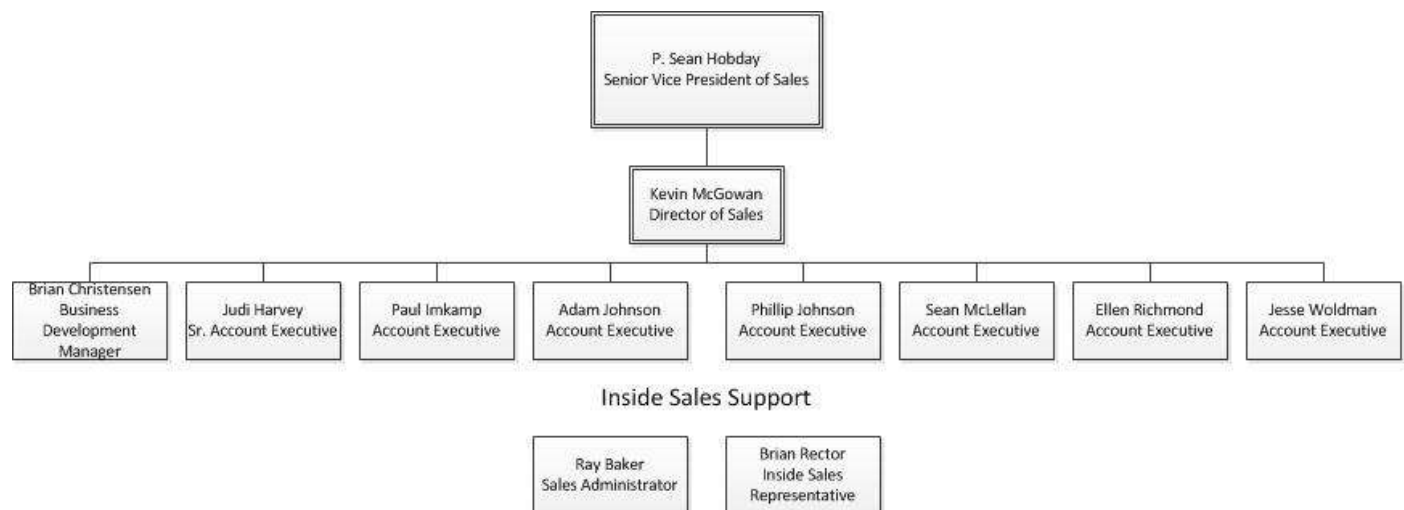 P. Sean Hobday
Senior Vice President of Sales
Kevin McGowan
Director of Sales
Brian Christensen
Business
Development
Manager
Judi Harvey
Sr. Account Executive
Paul Imkamp
Account Executive
Adam Johnson
Account Executive
Phillip Johnson
Account Executive
Sean McLellan
Account Executive
Ellen Richmond
Account Executive
Jesse Woldman
Account Executive
Inside Sales Support
Ray Baker
Sales Administrator
Brian Rector
Inside Sales
Representative